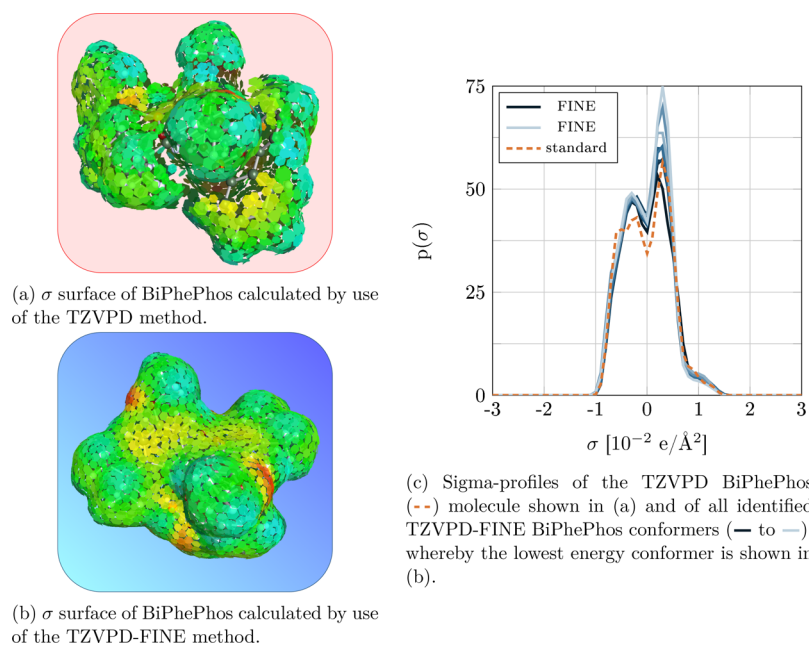 (a) σ surface of BiPhePhos calculated by use
of the TZVPD method.
(b) σ surface of BiPhePhos calculated by use
of the TZVPD-FINE method.
75
50
25
0
p(σ)
FINE
FINE
standard
-3 -2 -1 0 1 2 3
σ [10⁻² e/Å²]
(c) Sigma-profiles of the TZVPD BiPhePhos
(--) molecule shown in (a) and of all identified
TZVPD-FINE BiPhePhos conformers (— to —)
whereby the lowest energy conformer is shown in
(b).